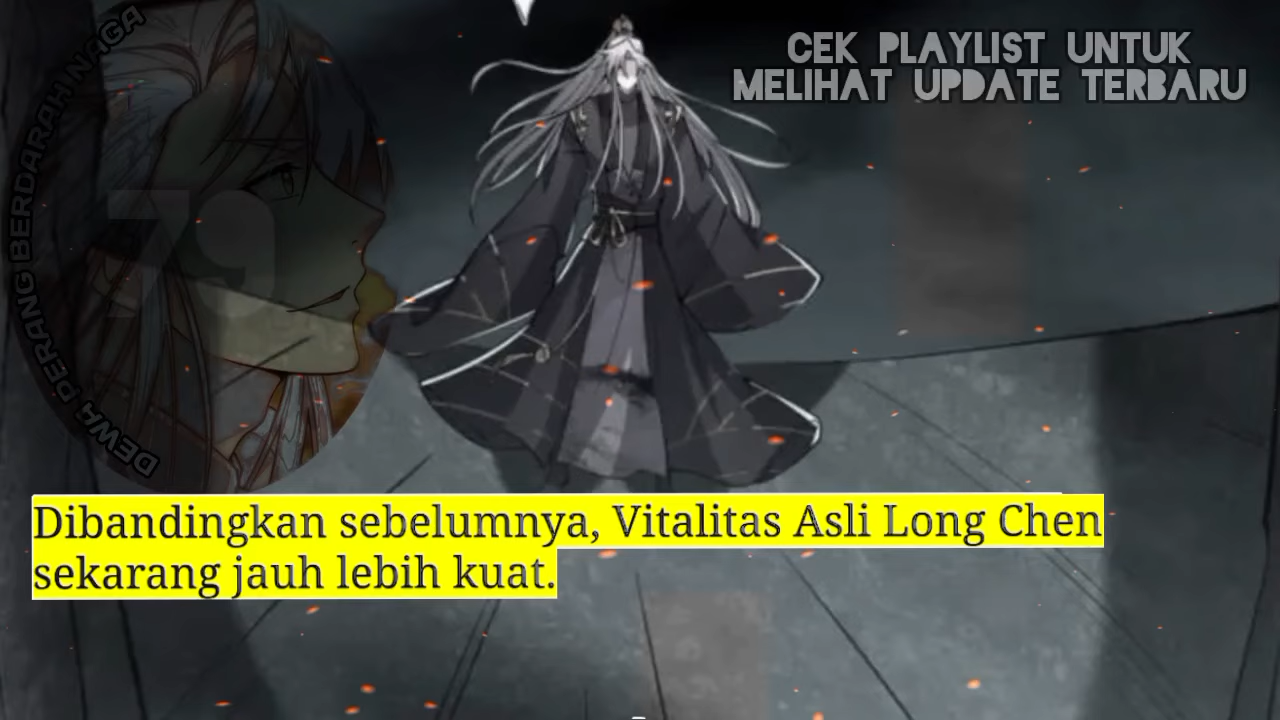 CEK PLAYLIST UNTUK
MELIHAT UPDATE TERBARU
DEWA PERANG BERDARAH NAGA
79
Dibandingkan sebelumnya, Vitalitas Asli Long Chen
sekarang jauh lebih kuat.